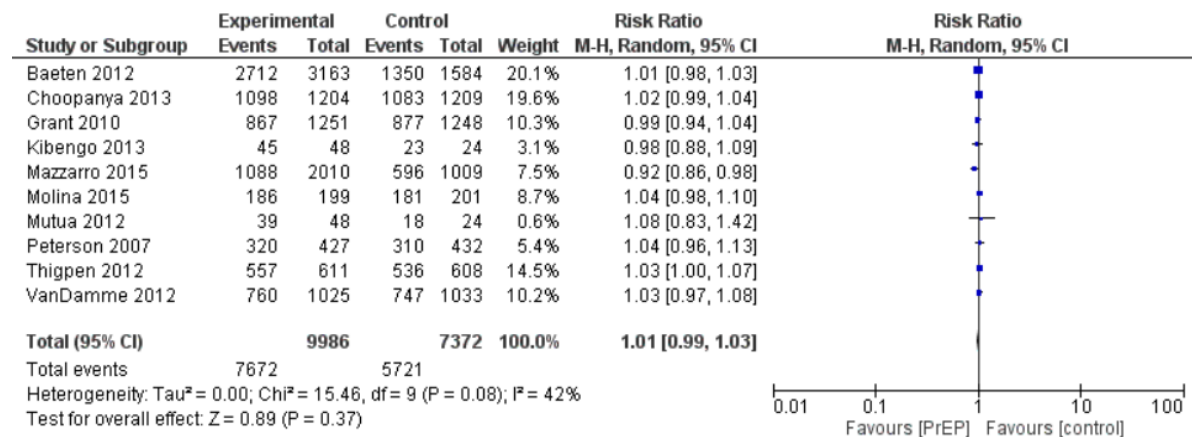 Experimental Control Risk Ratio Risk Ratio
Study or Subgroup Events Total Events Total Weight M-H, Random, 95% CI M-H, Random, 95% CI
Baeten 2012 2712 3163 1350 1584 20.1% 1.01 [0.98, 1.03]
Choopanya 2013 1098 1204 1083 1209 19.6% 1.02 [0.99, 1.04]
Grant 2010 867 1251 877 1248 10.3% 0.99 [0.94, 1.04]
Kibengo 2013 45 48 23 24 3.1% 0.98 [0.88, 1.09]
Mazzarro 2015 1088 2010 596 1009 7.5% 0.92 [0.86, 0.98]
Molina 2015 186 199 181 201 8.7% 1.04 [0.98, 1.10]
Mutua 2012 39 48 18 24 0.6% 1.08 [0.83, 1.42]
Peterson 2007 320 427 310 432 5.4% 1.04 [0.96, 1.13]
Thigpen 2012 557 611 536 608 14.5% 1.03 [1.00, 1.07]
VanDamme 2012 760 1025 747 1033 10.2% 1.03 [0.97, 1.08]
Total (95% CI) 9986 7372 100.0% 1.01 [0.99, 1.03]
Total events 7672 5721
Heterogeneity: Tau² = 0.00; Chi² = 15.46, df = 9 (P = 0.08); I² = 42%
Test for overall effect: Z = 0.89 (P = 0.37)
0.01 0.1 1 10 100
Favours [PrEP] Favours [control]